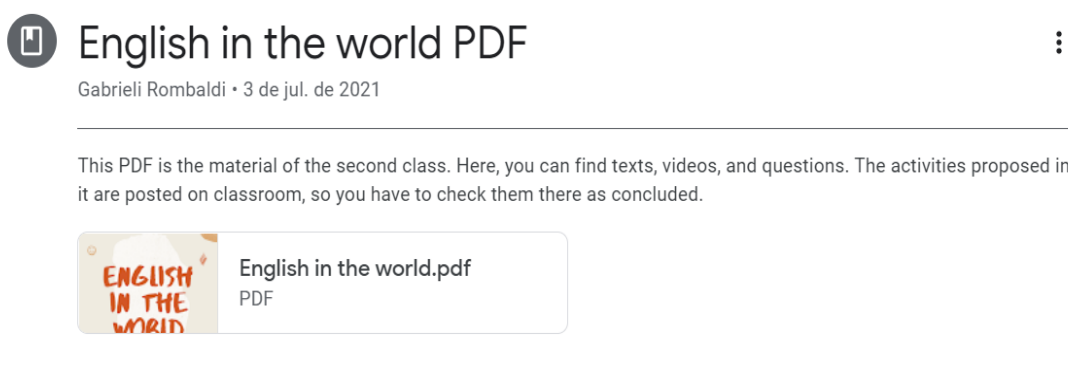 English in the world PDF
Gabrieli Rombaldi • 3 de jul. de 2021
This PDF is the material of the second class. Here, you can find texts, videos, and questions. The activities proposed in
it are posted on classroom, so you have to check them there as concluded.
ENGLISH
IN THE
WORLD
English in the world.pdf
PDF